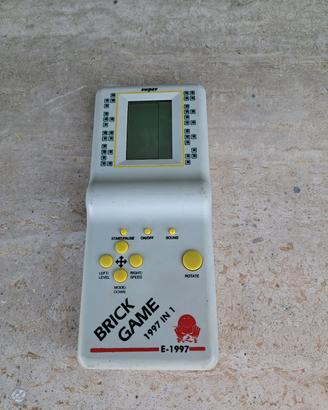 super
START/PAUSE ON/OFF SOUND
LEFT/
LEVEL
RIGHT/
SPEED
ROTATE
MODE/
DOWN
BRICK
GAME
1997 IN 1
E-1997